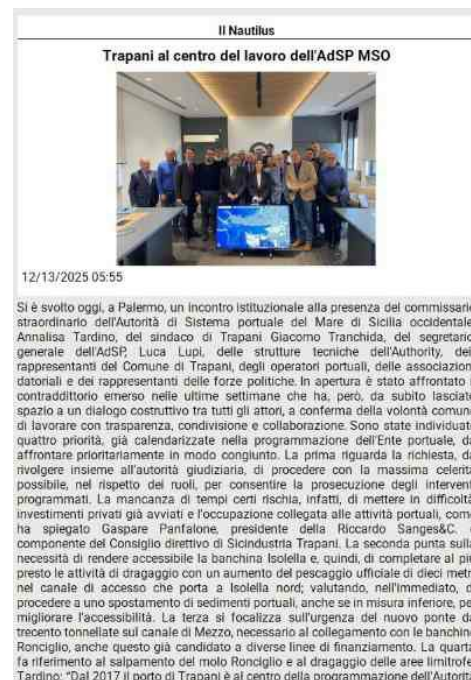 Il Nautilus
Trapani al centro del lavoro dell'AdSP MSO
12/13/2025 05:55
Si è svolto oggi, a Palermo, un incontro istituzionale alla presenza del commissario
straordinario dell'Autorità di Sistema portuale del Mare di Sicilia occidentale,
Annalisa Tardino, del sindaco di Trapani Giacomo Tranchida, del segretario
generale dell'AdSP, Luca Lupi, delle strutture tecniche dell'Authority, dei
rappresentanti del Comune di Trapani, degli operatori portuali, delle associazioni
datoriali e dei rappresentanti delle forze politiche. In apertura è stato affrontato
contraddittorio emerso nelle ultime settimane che ha, però, da subito lasciato
spazio a un dialogo costruttivo tra tutti gli attori, a conferma della volontà comune
di lavorare con trasparenza, condivisione e collaborazione. Sono state individuate
quattro priorità, già calendarizzate nella programmazione dell'Ente portuale, da
affrontare prioritariamente in modo congiunto. La prima riguarda la richiesta, da
rivolgere insieme all'autorità giudiziaria, di procedere con la massima celerità
possibile, nel rispetto dei ruoli, per consentire la prosecuzione degli interventi
programmati. La mancanza di tempi certi rischia, infatti, di mettere in difficoltà
investimenti privati già avviati e l'occupazione collegata alle attività portuali, come
ha spiegato Gaspare Panfalone, presidente della Riccardo Sanges&C.
componente del Consiglio direttivo di Sicindustria Trapani. La seconda punta sulla
necessità di rendere accessibile la banchina Isolella e, quindi, di completare al più
presto le attività di dragaggio con un aumento del pescaggio ufficiale di dieci metri
nel canale di accesso che porta a Isolella nord; valutando, nell'immediato, di
procedere a uno spostamento di sedimenti portuali, anche se in misura inferiore, per
migliorare l'accessibilità. La terza si focalizza sull'urgenza del nuovo ponte da
trecento tonnellate sul canale di Mezzo, necessario al collegamento con le banchine
Ronciglio, anche questo già candidato a diverse linee di finanziamento. La quarta
fa riferimento al salpamento del molo Ronciglio e al dragaggio delle aree limitrofe.
Tardino: "Dal 2017 il porto di Trapani è al centro della programmazione dell'Autorità